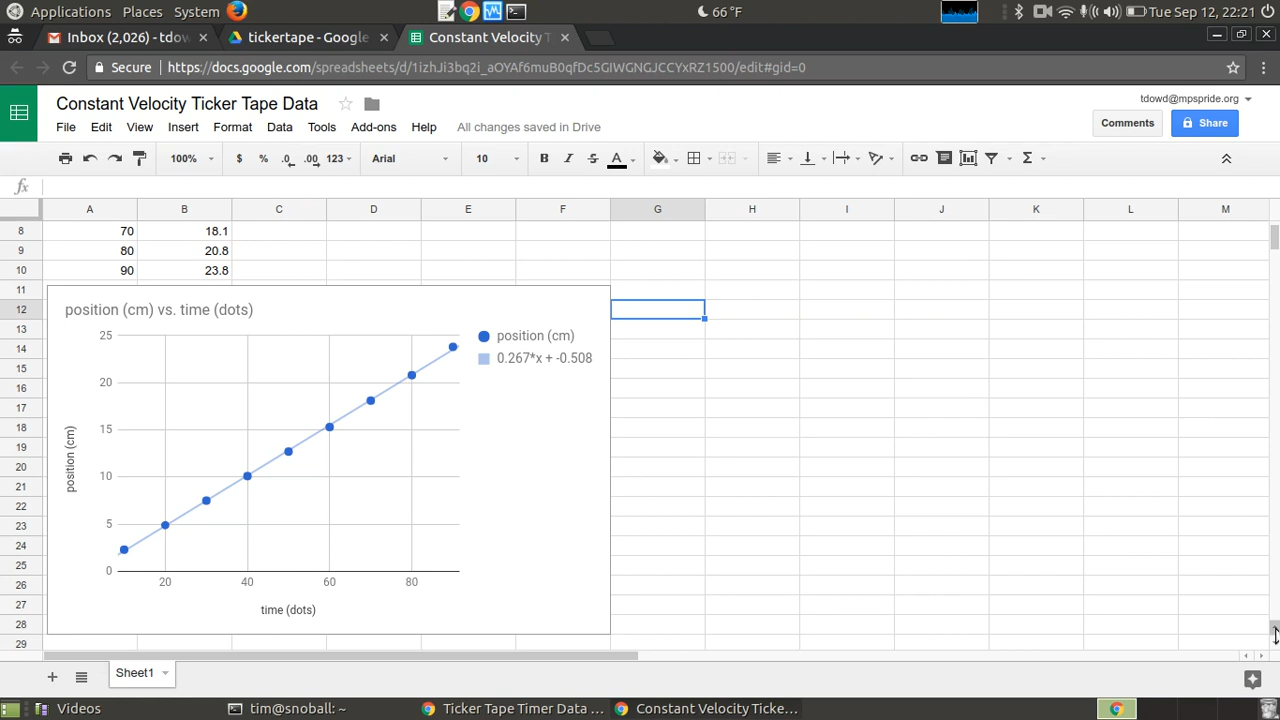 Applications Places System
66 °F
Tue Sep 12, 22:21
Inbox (2,026) - tdow
tickertape - Google
Constant Velocity T
Secure
https://docs.google.com/spreadsheets/d/1izhJi3bq2i_aOYAf6muB0qfDc5GIWGNGJCCYxRZ1500/edit#gid=0
Constant Velocity Ticker Tape Data
tdowd@mpspride.org
File Edit View Insert Format Data Tools Add-ons Help All changes saved in Drive
Comments
Share
100% $ % .0 .00 123 Arial 10 B I S A Σ
fx
A B C D E F G H I J K L M
8 70 18.1
9 80 20.8
10 90 23.8
11
12
13
14
15
16
17
18
19
20
21
22
23
24
25
26
27
28
29
position (cm) vs. time (dots)
position (cm)
0.267*x + -0.508
25
20
15
10
5
0
position (cm)
20 40 60 80
time (dots)
Sheet1
Videos
tim@snoball: ~
Ticker Tape Timer Data ...
Constant Velocity Ticke...